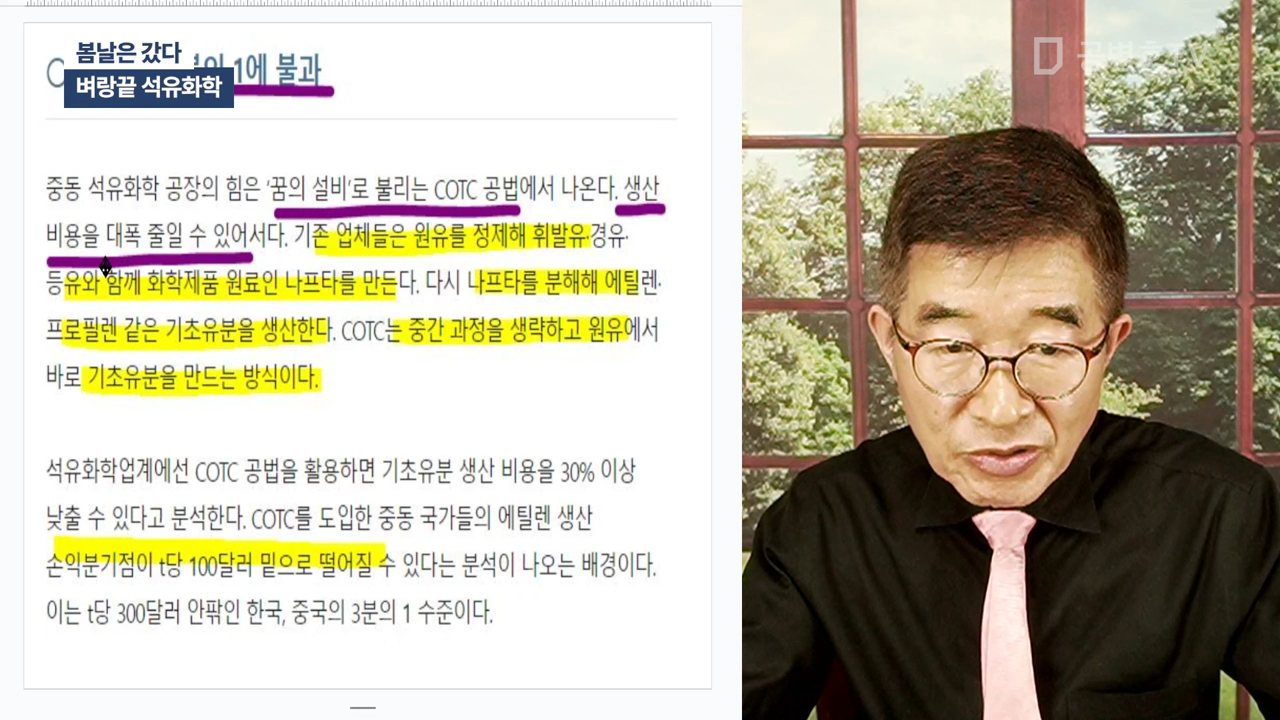 봄날은 갔다
벼랑끝 석유화학
1에 불과
중동 석유화학 공장의 힘은 '꿈의 설비'로 불리는 COTC 공법에서 나온다. 생산
비용을 대폭 줄일 수 있어서다. 기존 업체들은 원유를 정제해 휘발유·경유·
등유와 함께 화학제품 원료인 나프타를 만든다. 다시 나프타를 분해해 에틸렌·
프로필렌 같은 기초유분을 생산한다. COTC는 중간 과정을 생략하고 원유에서
바로 기초유분을 만드는 방식이다.
석유화학업계에선 COTC 공법을 활용하면 기초유분 생산 비용을 30% 이상
낮출 수 있다고 분석한다. COTC를 도입한 중동 국가들의 에틸렌 생산
손익분기점이 t당 100달러 밑으로 떨어질 수 있다는 분석이 나오는 배경이다.
이는 t당 300달러 안팎인 한국, 중국의 3분의 1 수준이다.
공병호TV